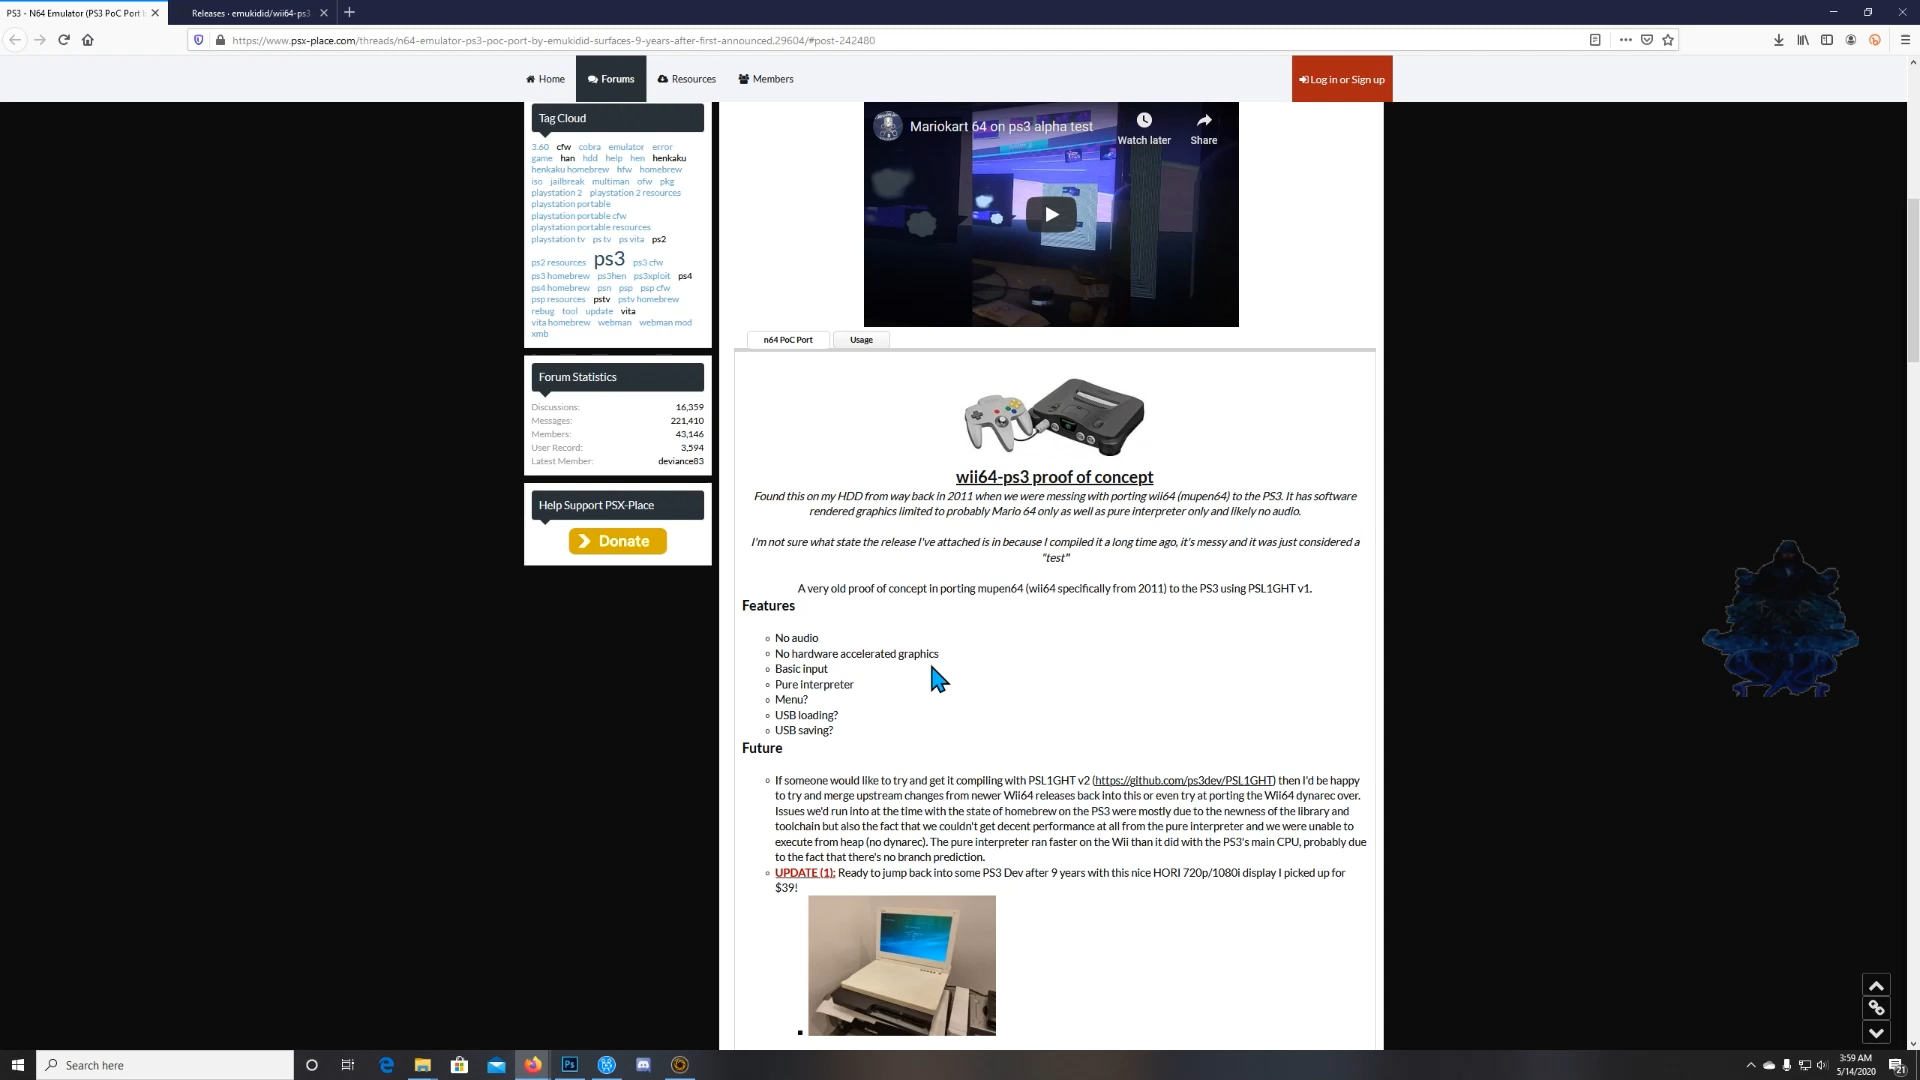 PS3 - N64 Emulator (PS3 PoC Port
Releases · emukidid/wii64-ps3
https://www.psx-place.com/threads/n64-emulator-ps3-poc-port-by-emukidid-surfaces-9-years-after-first-announced.29604/#post-242480
Home Forums Resources Members
Log in or Sign up
Tag Cloud
3.60 cfw cobra emulator error
game han hdd help hen henkaku
henkaku homebrew hfw homebrew
iso jailbreak multiman ofw pkg
playstation 2 playstation 2 resources
playstation portable
playstation portable cfw
playstation portable resources
playstation tv ps tv ps vita ps2
ps2 resources ps3 ps3 cfw
ps3 homebrew ps3hen ps3xploit ps4
ps4 homebrew psn psp psp cfw
psp resources pstv pstv homebrew
rebug tool update vita
vita homebrew webman webman mod
xmb
Forum Statistics
Discussions: 16,359
Messages: 221,410
Members: 43,146
User Record: 3,594
Latest Member: deviance83
Help Support PSX-Place
Donate
Mariokart 64 on ps3 alpha test
Watch later
Share
n64 PoC Port Usage
wii64-ps3 proof of concept
Found this on my HDD from way back in 2011 when we were messing with porting wii64 (mupen64) to the PS3. It has software
rendered graphics limited to probably Mario 64 only as well as pure interpreter only and likely no audio.
I'm not sure what state the release I've attached is in because I compiled it a long time ago, it's messy and it was just considered a
"test"
A very old proof of concept in porting mupen64 (wii64 specifically from 2011) to the PS3 using PSL1GHT v1.
Features
No audio
No hardware accelerated graphics
Basic input
Pure interpreter
Menu?
USB loading?
USB saving?
Future
If someone would like to try and get it compiling with PSL1GHT v2 (https://github.com/ps3dev/PSL1GHT) then I'd be happy
to try and merge upstream changes from newer Wii64 releases back into this or even try at porting the Wii64 dynarec over.
Issues we'd run into at the time with the state of homebrew on the PS3 were mostly due to the newness of the library and
toolchain but also the fact that we couldn't get decent performance at all from the pure interpreter and we were unable to
execute from heap (no dynarec). The pure interpreter ran faster on the Wii than it did with the PS3's main CPU, probably due
to the fact that there's no branch prediction.
UPDATE (1): Ready to jump back into some PS3 Dev after 9 years with this nice HORI 720p/1080i display I picked up for
$39!
Search here
Ps
3:59 AM
5/14/2020
21